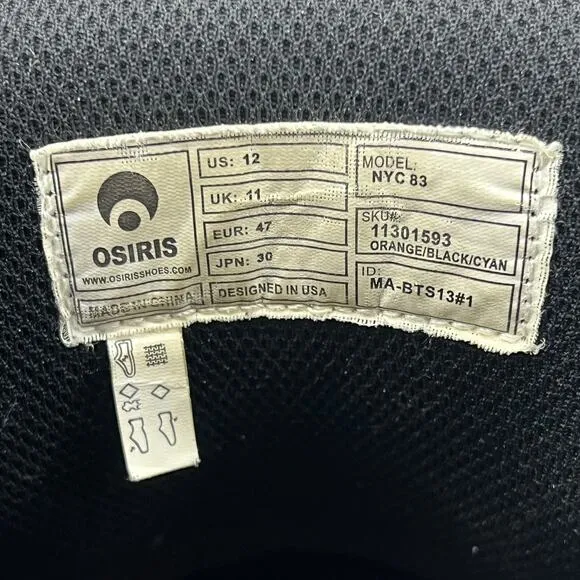 OSIRIS
WWW.OSIRISSHOES.COM
MADE IN CHINA
US: 12
UK: 11
EUR: 47
JPN: 30
DESIGNED IN USA
MODEL:
NYC 83
SKU#:
11301593
ORANGE/BLACK/CYAN
ID:
MA-BTS13#1